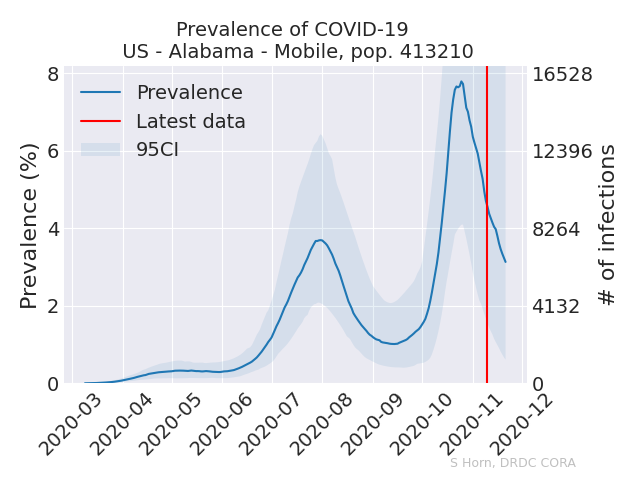 Prevalence of COVID-19
US - Alabama - Mobile, pop. 413210
Prevalence
Latest data
95CI
Prevalence (%)
8
6
4
2
0
16528
12396
8264
4132
0
# of infections
2020-03
2020-04
2020-05
2020-06
2020-07
2020-08
2020-09
2020-10
2020-11
2020-12
S Horn, DRDC CORA